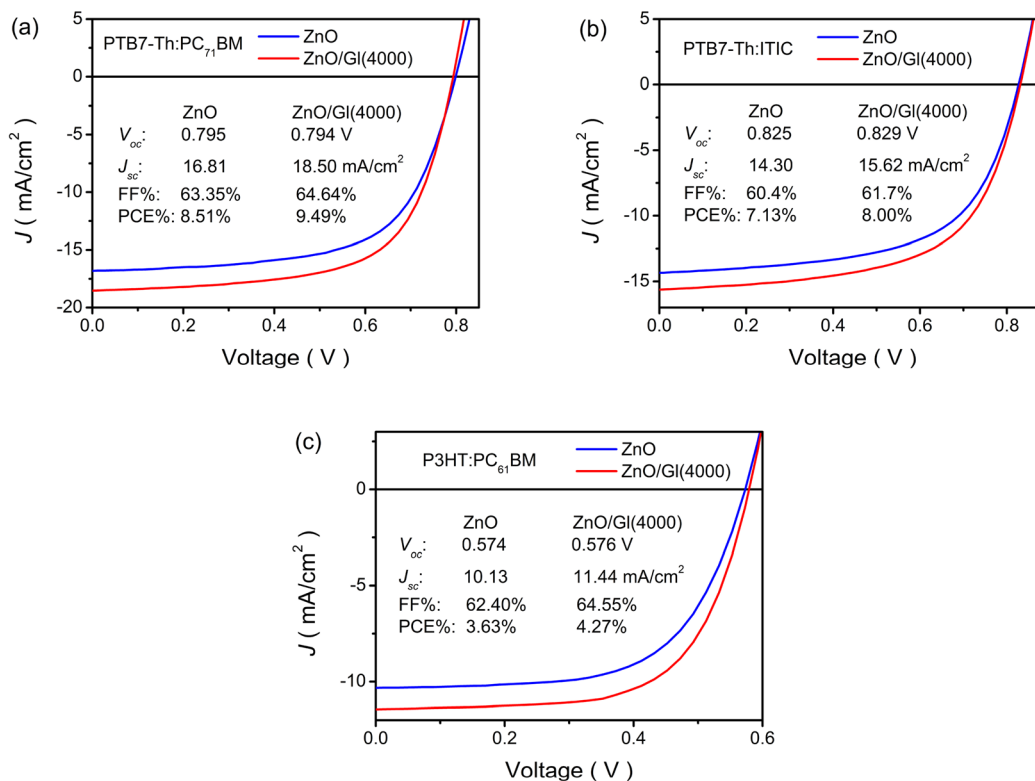 (a)
PTB7-Th:PC71BM
ZnO
ZnO/Gl(4000)
ZnO ZnO/Gl(4000)
Voc: 0.795 0.794 V
Jsc: 16.81 18.50 mA/cm2
FF%: 63.35% 64.64%
PCE%: 8.51% 9.49%
5
0
-5
-10
-15
-20
0.0 0.2 0.4 0.6 0.8
J ( mA/cm2 )
Voltage ( V )
(b)
PTB7-Th:ITIC
ZnO
ZnO/Gl(4000)
ZnO ZnO/Gl(4000)
Voc: 0.825 0.829 V
Jsc: 14.30 15.62 mA/cm2
FF%: 60.4% 61.7%
PCE%: 7.13% 8.00%
5
0
-5
-10
-15
0.0 0.2 0.4 0.6 0.8
J ( mA/cm2 )
Voltage ( V )
(c)
P3HT:PC61BM
ZnO
ZnO/Gl(4000)
ZnO ZnO/Gl(4000)
Voc: 0.574 0.576 V
Jsc: 10.13 11.44 mA/cm2
FF%: 62.40% 64.55%
PCE%: 3.63% 4.27%
0
-5
-10
0.0 0.2 0.4 0.6
J ( mA/cm2 )
Voltage ( V )